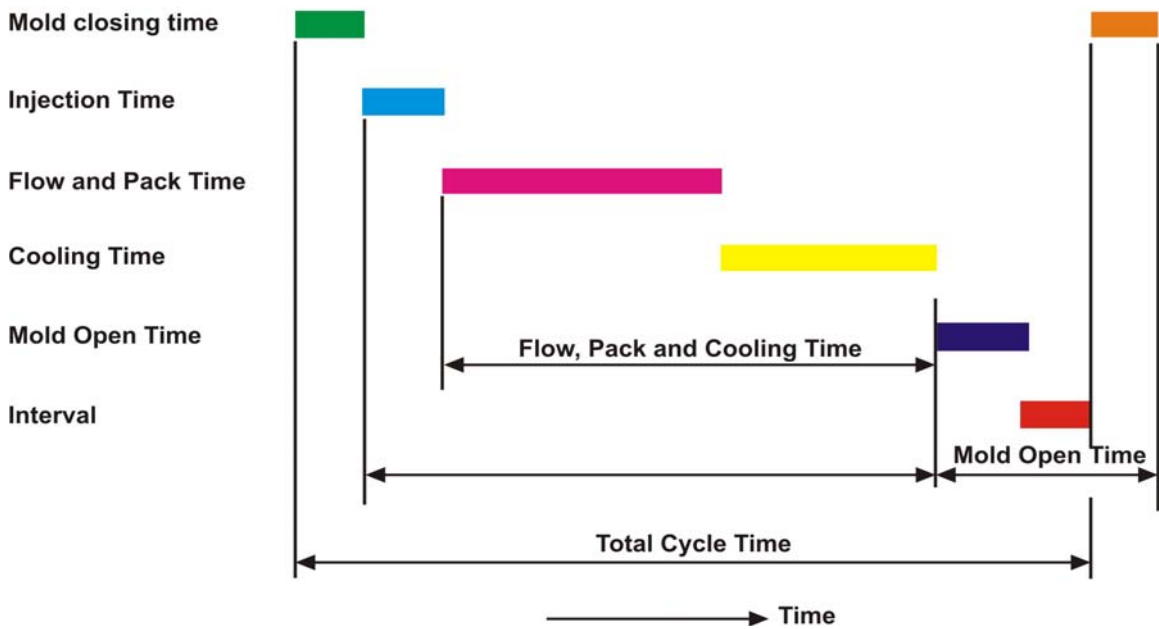 Mold closing time
Injection Time
Flow and Pack Time
Cooling Time
Mold Open Time
Flow, Pack and Cooling Time
Interval
Mold Open Time
Total Cycle Time
Time